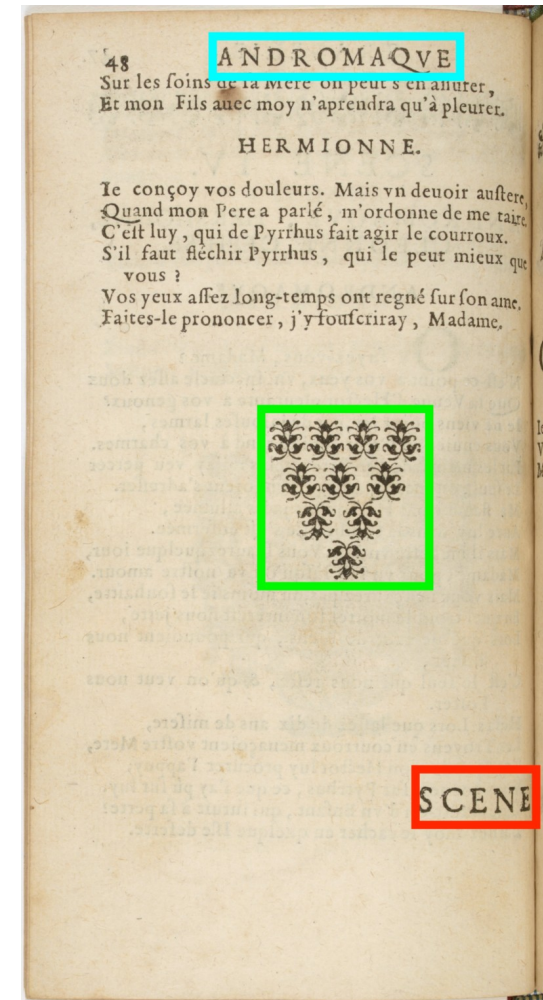 48 ANDROMAQVE
Sur les ſoins de la Mere on peut s'en aſſurer,
Et mon Fils auec moy n'aprendra qu'à pleurer.
HERMIONNE.
Ie conçoy vos douleurs. Mais vn deuoir auſtere,
Quand mon Pere a parlé, m'ordonne de me taire.
C'eſt luy, qui de Pyrrhus fait agir le courroux.
S'il faut fléchir Pyrrhus, qui le peut mieux que
vous ?
Vos yeux aſſez long-temps ont regné ſur ſon ame.
Faites-le prononcer, j'y ſouſcriray, Madame.
SCENE